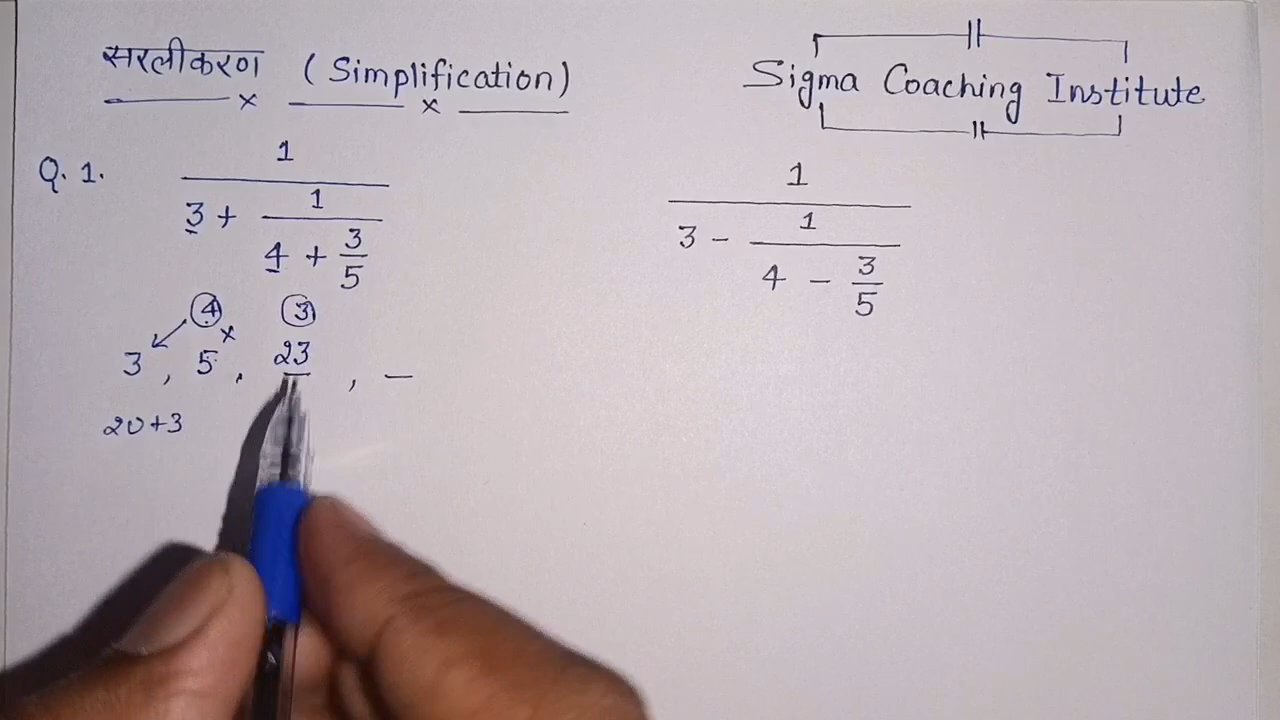 सरलीकरण (Simplification)
x x
Sigma Coaching Institute
Q. 1.
1
3 + 1
4 + 3
5
4 x 3
3 , 5 , 23 , —
20+3
1
3 - 1
4 - 3
5